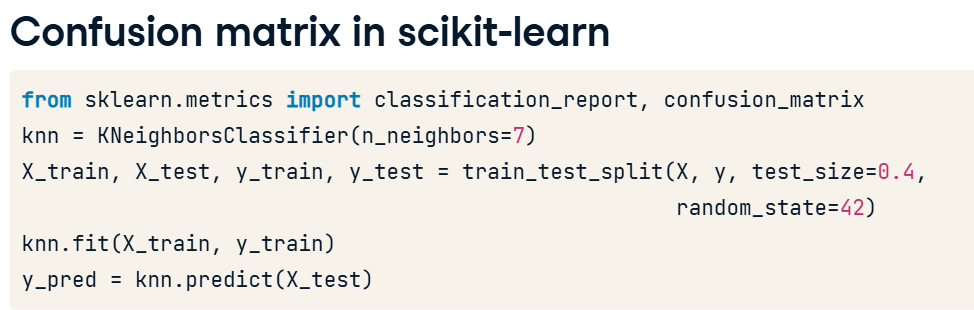 Confusion matrix in scikit-learn
from sklearn.metrics import classification_report, confusion_matrix
knn = KNeighborsClassifier(n_neighbors=7)
X_train, X_test, y_train, y_test = train_test_split(X, y, test_size=0.4,
random_state=42)
knn.fit(X_train, y_train)
y_pred = knn.predict(X_test)